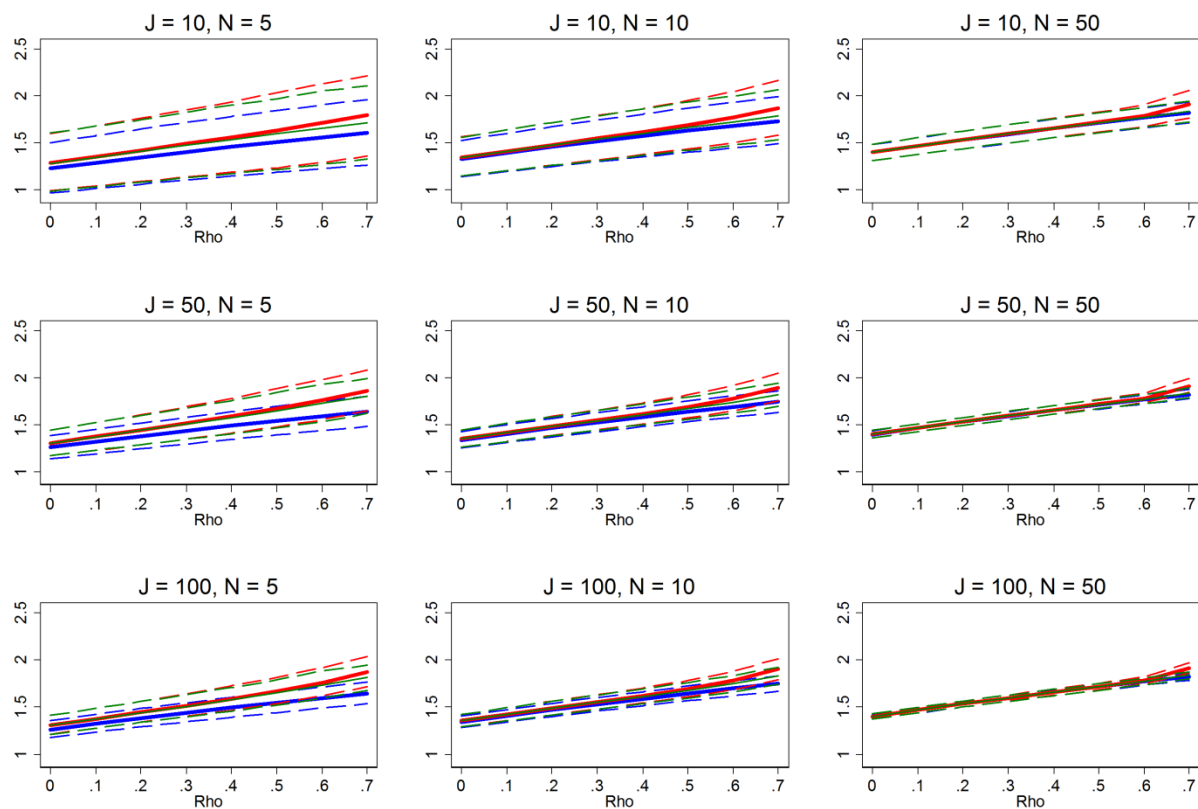 J = 10, N = 5
2.5
2
1.5
1
0 .1 .2 .3 .4 .5 .6 .7
Rho
J = 10, N = 10
2.5
2
1.5
1
0 .1 .2 .3 .4 .5 .6 .7
Rho
J = 10, N = 50
2.5
2
1.5
1
0 .1 .2 .3 .4 .5 .6 .7
Rho
J = 50, N = 5
2.5
2
1.5
1
0 .1 .2 .3 .4 .5 .6 .7
Rho
J = 50, N = 10
2.5
2
1.5
1
0 .1 .2 .3 .4 .5 .6 .7
Rho
J = 50, N = 50
2.5
2
1.5
1
0 .1 .2 .3 .4 .5 .6 .7
Rho
J = 100, N = 5
2.5
2
1.5
1
0 .1 .2 .3 .4 .5 .6 .7
Rho
J = 100, N = 10
2.5
2
1.5
1
0 .1 .2 .3 .4 .5 .6 .7
Rho
J = 100, N = 50
2.5
2
1.5
1
0 .1 .2 .3 .4 .5 .6 .7
Rho